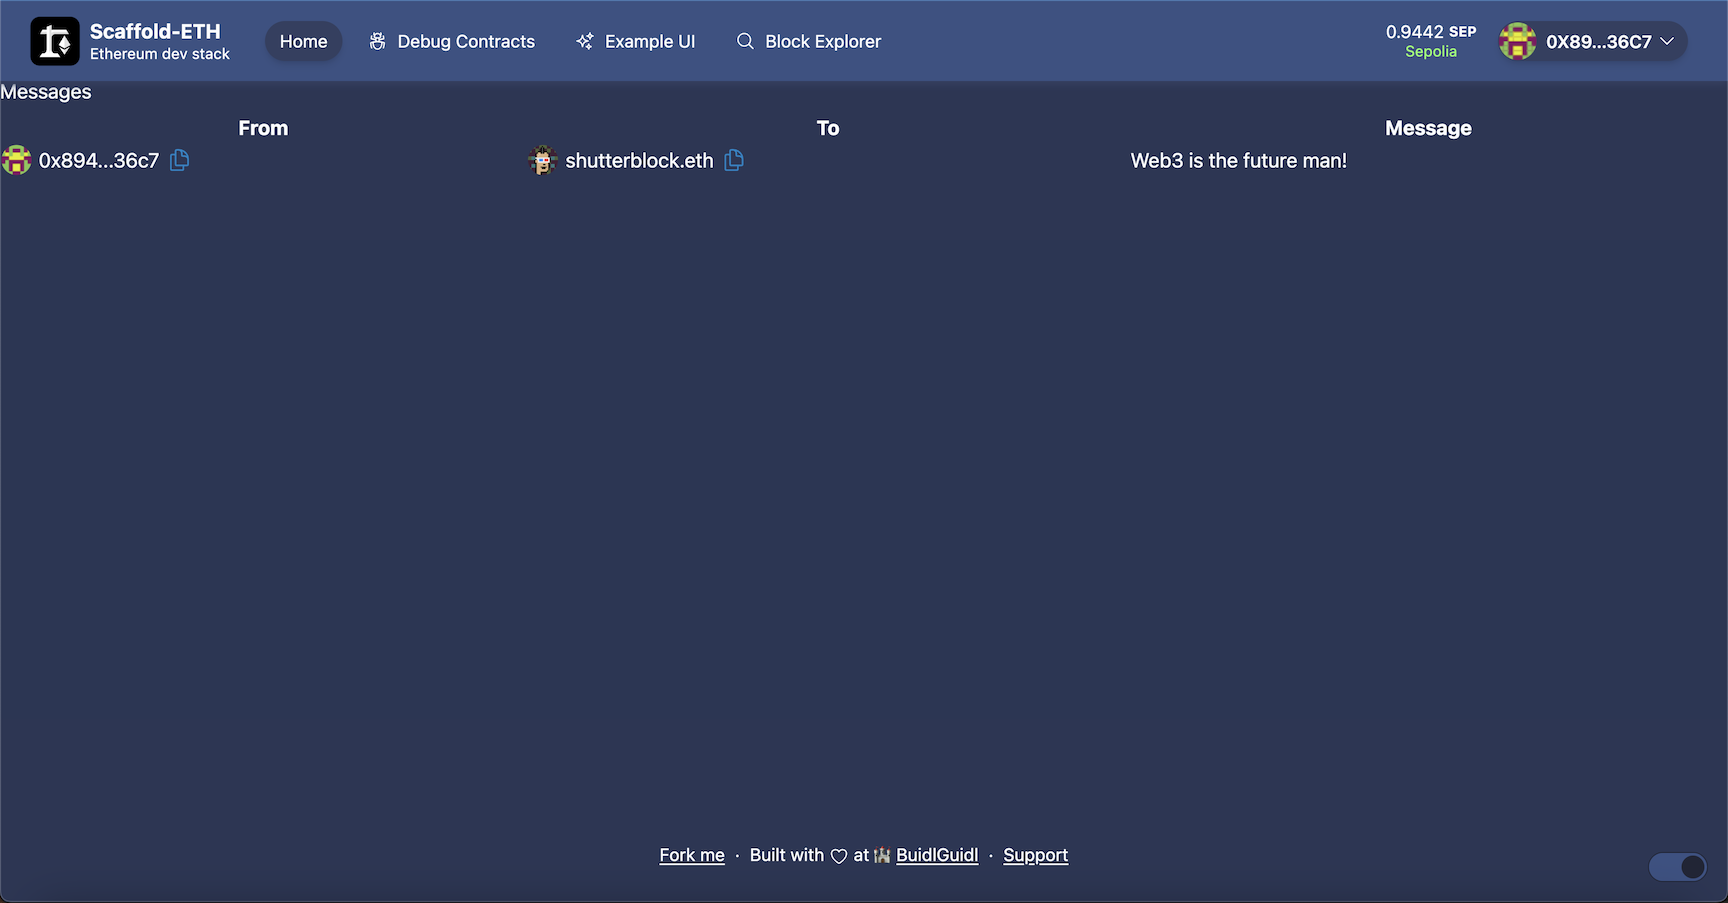 Scaffold-ETH
Ethereum dev stack
Home
Debug Contracts
Example UI
Block Explorer
0.9442 SEP
Sepolia
0X89...36C7
Messages
From To Message
0x894...36c7 shutterblock.eth Web3 is the future man!
Fork me · Built with at BuidlGuidl · Support